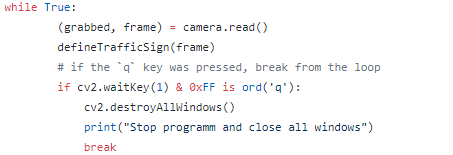 while True:
        (grabbed, frame) = camera.read()
        defineTrafficSign(frame)
        # if the `q` key was pressed, break from the loop
        if cv2.waitKey(1) & 0xFF is ord('q'):
            cv2.destroyAllWindows()
            print("Stop programm and close all windows")
            break